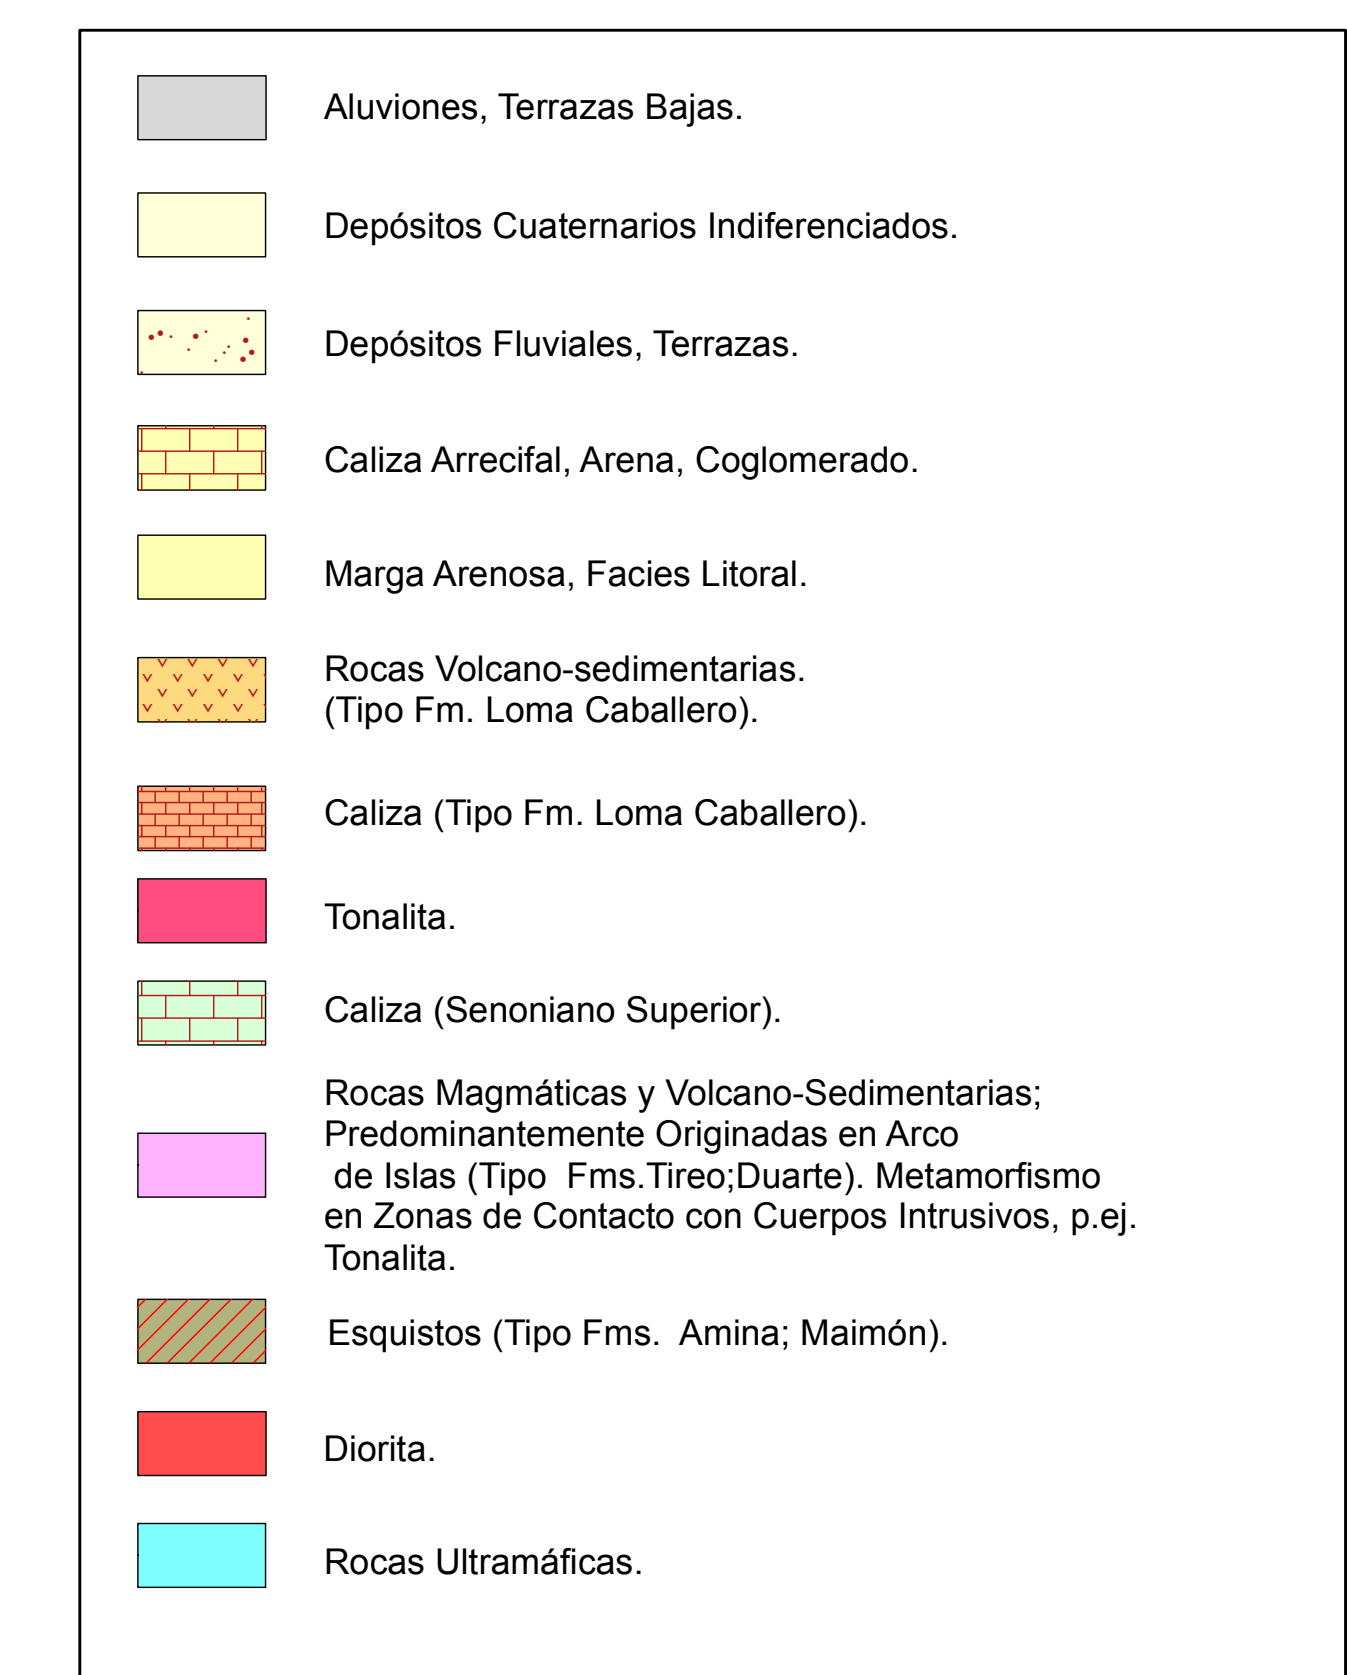 Aluviones, Terrazas Bajas.
Depósitos Cuaternarios Indiferenciados.
Depósitos Fluviales, Terrazas.
Caliza Arrecifal, Arena, Coglomerado.
Marga Arenosa, Facies Litoral.
Rocas Volcano-sedimentarias.
(Tipo Fm. Loma Caballero).
Caliza (Tipo Fm. Loma Caballero).
Tonalita.
Caliza (Senoniano Superior).
Rocas Magmáticas y Volcano-Sedimentarias;
Predominantemente Originadas en Arco
de Islas (Tipo Fms.Tireo;Duarte). Metamorfismo
en Zonas de Contacto con Cuerpos Intrusivos, p.ej.
Tonalita.
Esquistos (Tipo Fms. Amina; Maimón).
Diorita.
Rocas Ultramáficas.